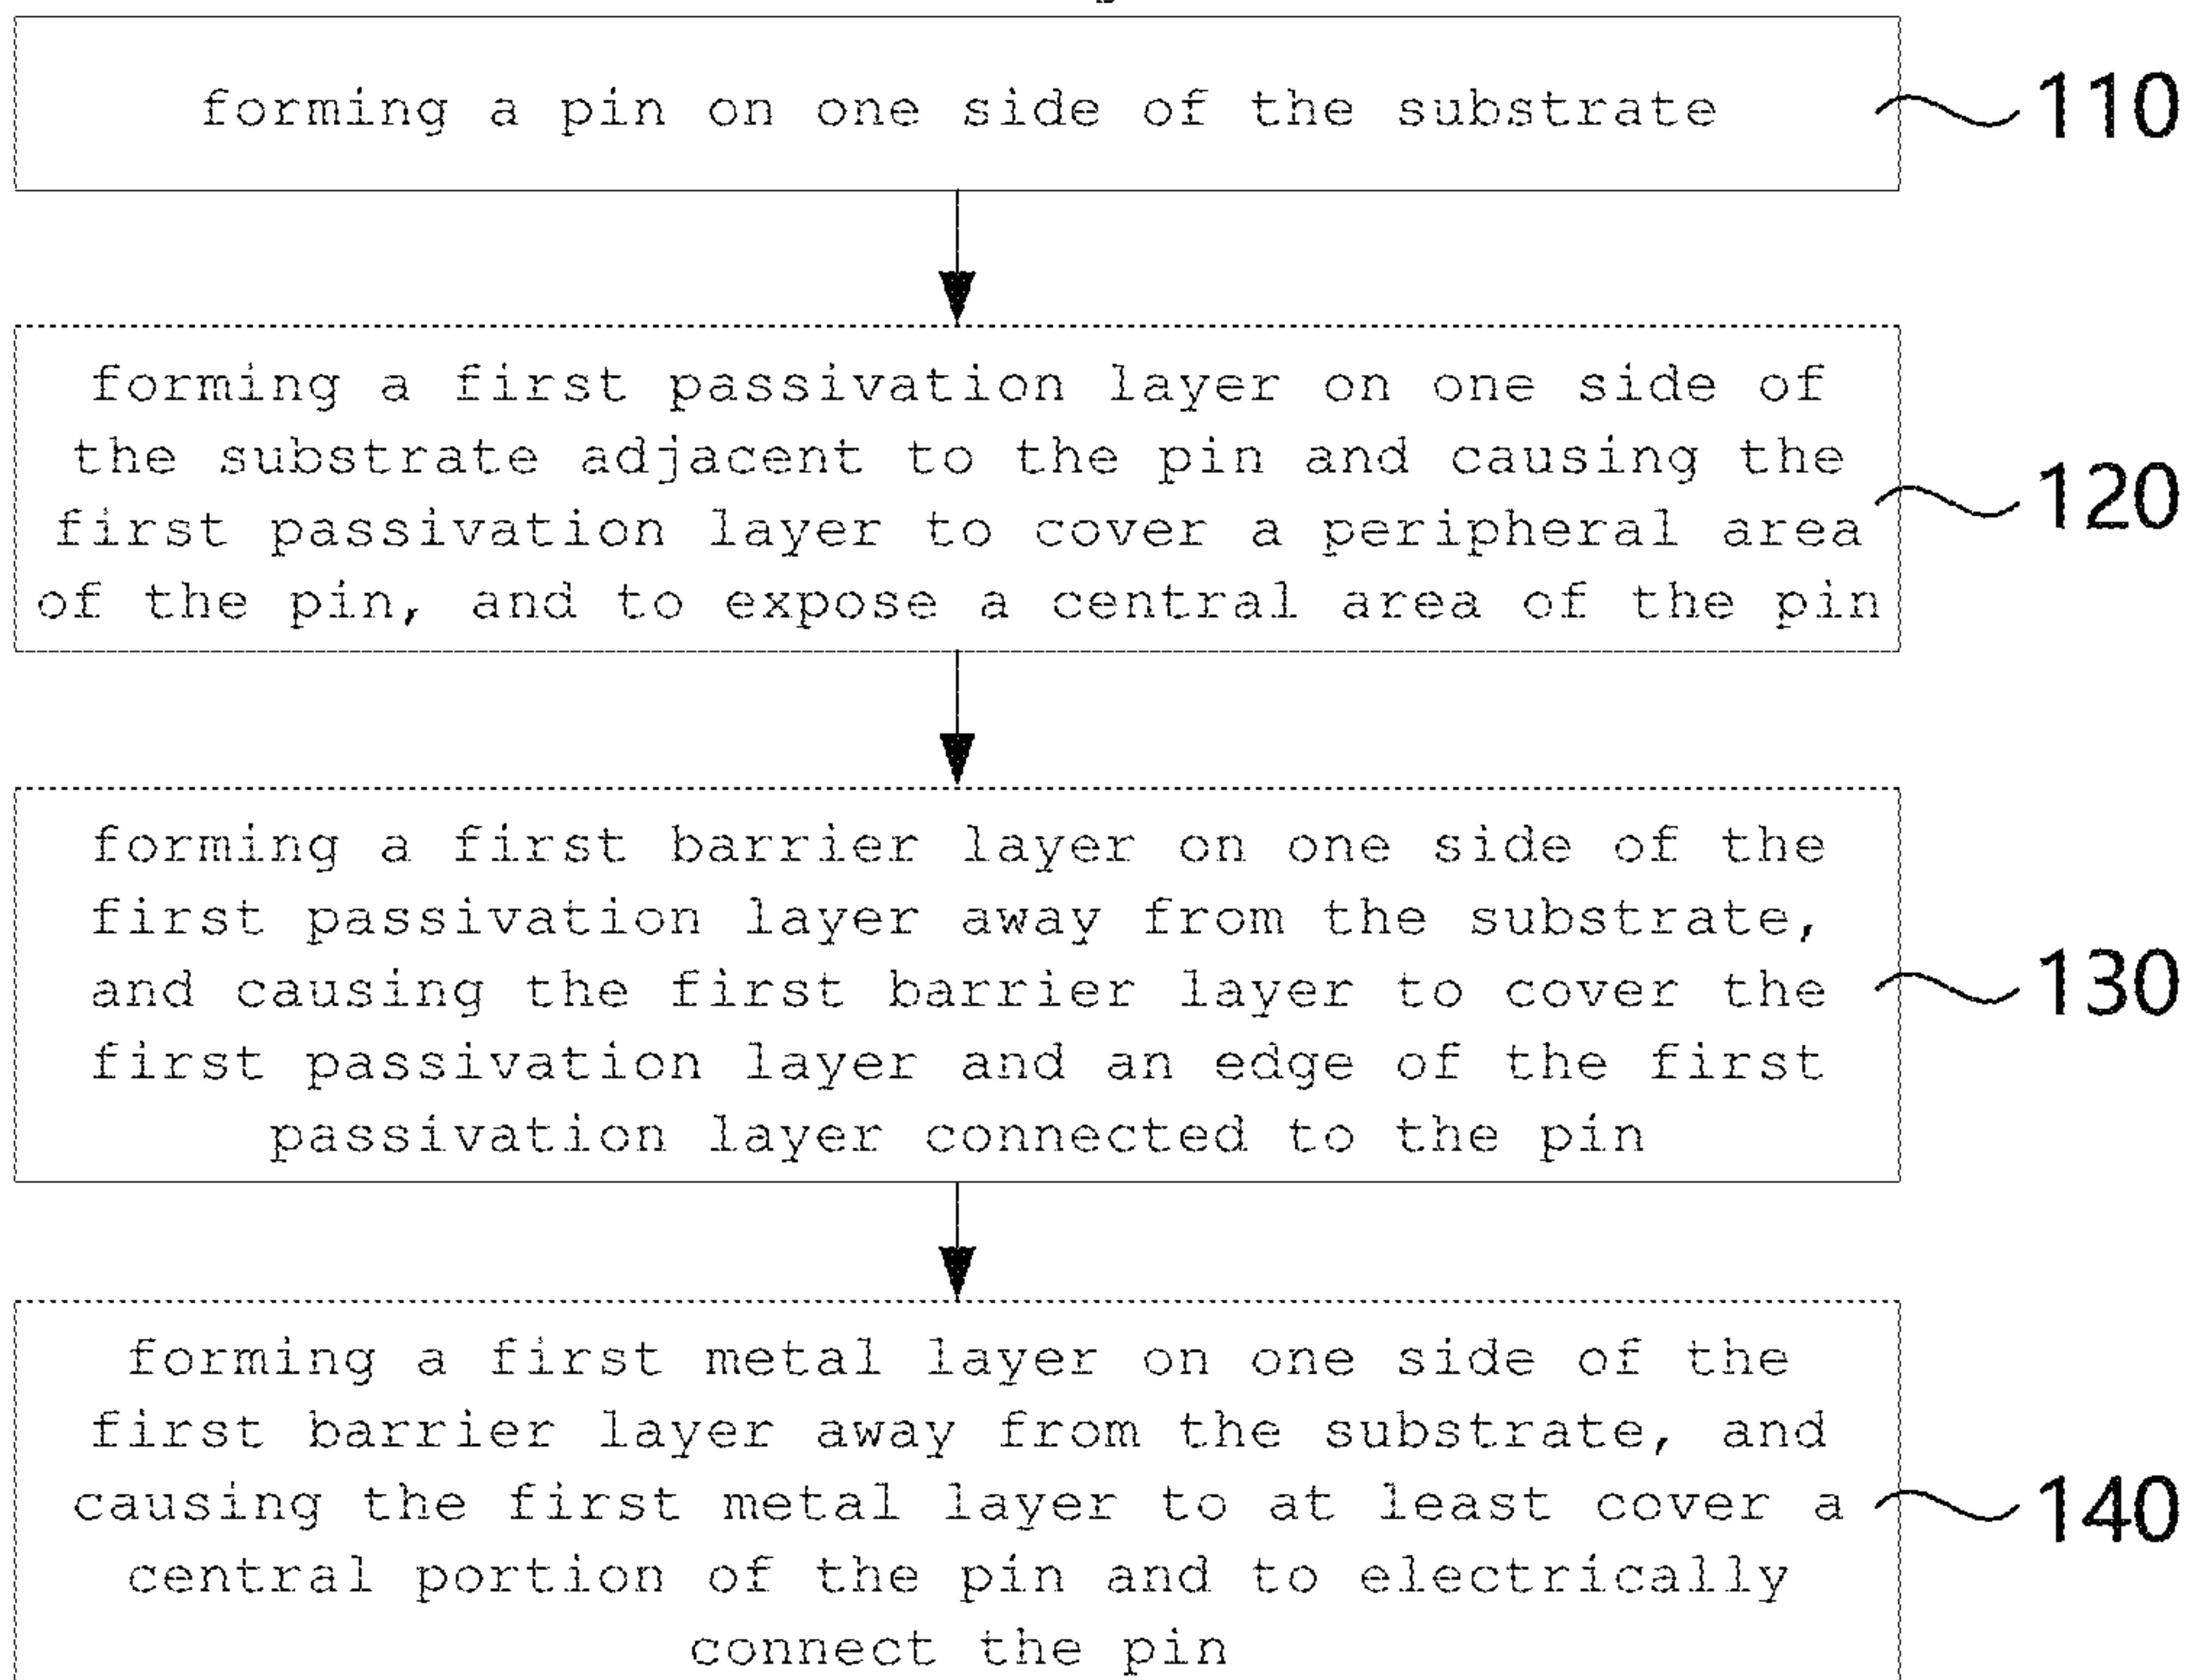 forming a pin on one side of the substrate
110
forming a first passivation layer on one side of
the substrate adjacent to the pin and causing the
first passivation layer to cover a peripheral area
of the pin, and to expose a central area of the pin
120
forming a first barrier layer on one side of the
first passivation layer away from the substrate,
and causing the first barrier layer to cover the
first passivation layer and an edge of the first
passivation layer connected to the pin
130
forming a first metal layer on one side of the
first barrier layer away from the substrate, and
causing the first metal layer to at least cover a
central portion of the pin and to electrically
connect the pin
140